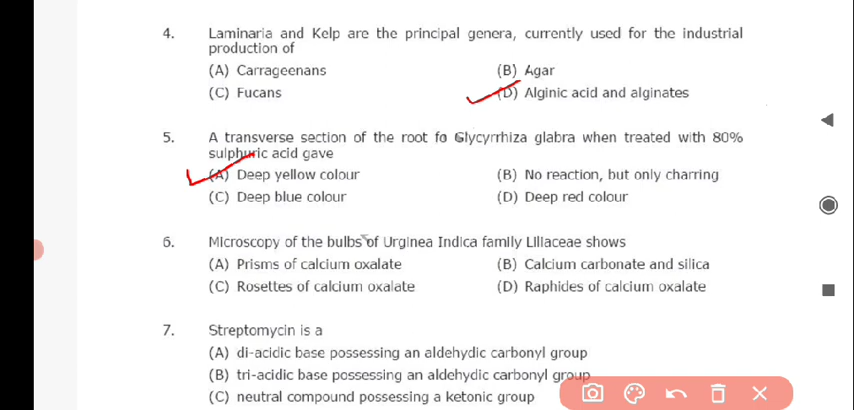 4. Laminaria and Kelp are the principal genera, currently used for the industrial
production of
(A) Carrageenans (B) Agar
(C) Fucans (D) Alginic acid and alginates
5. A transverse section of the root fo Glycyrrhiza glabra when treated with 80%
sulphuric acid gave
(A) Deep yellow colour (B) No reaction, but only charring
(C) Deep blue colour (D) Deep red colour
6. Microscopy of the bulbs of Urginea Indica family Liliaceae shows
(A) Prisms of calcium oxalate (B) Calcium carbonate and silica
(C) Rosettes of calcium oxalate (D) Raphides of calcium oxalate
7. Streptomycin is a
(A) di-acidic base possessing an aldehydic carbonyl group
(B) tri-acidic base possessing an aldehydic carbonyl group
(C) neutral compound possessing a ketonic group